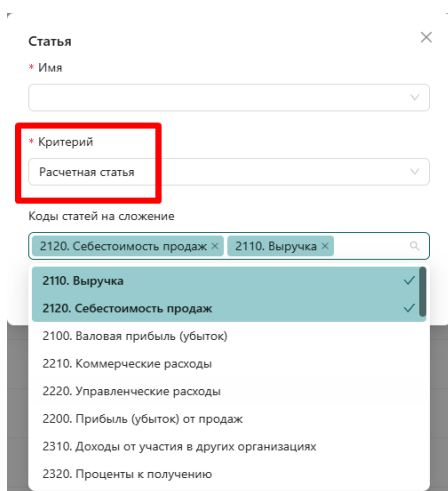 Статья
* Имя
* Критерий
Расчетная статья
Коды статей на сложение
2120. Себестоимость продаж × 2110. Выручка ×
2110. Выручка
2120. Себестоимость продаж
2100. Валовая прибыль (убыток)
2210. Коммерческие расходы
2220. Управленческие расходы
2200. Прибыль (убыток) от продаж
2310. Доходы от участия в других организациях
2320. Проценты к получению